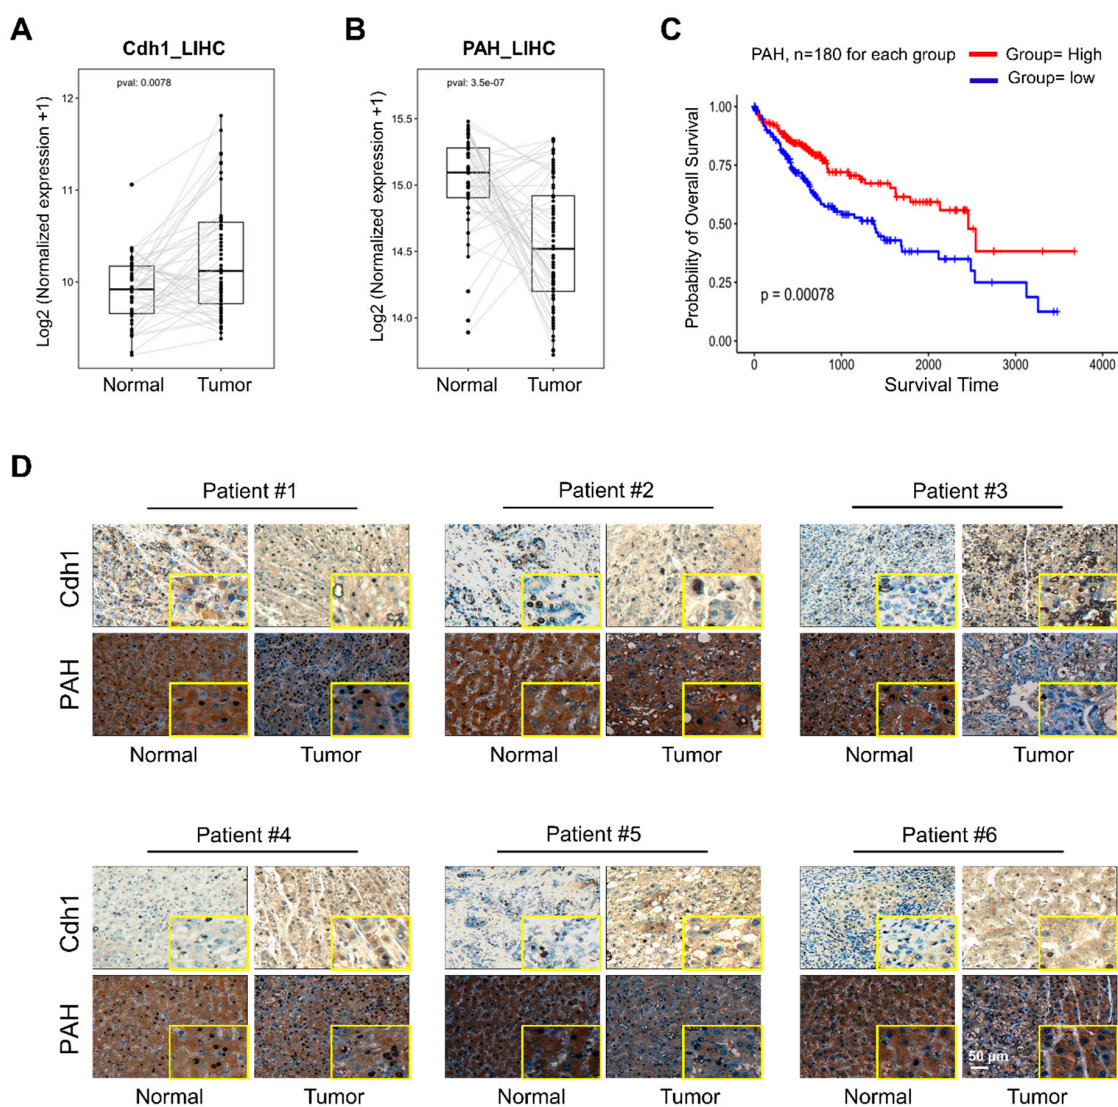 A
Cdh1_LIHC
pval: 0.0078
Log2 (Normalized expression +1)
12
11
10
Normal
Tumor
B
PAH_LIHC
pval: 3.5e-07
Log2 (Normalized expression +1)
15.5
15.0
14.5
14.0
Normal
Tumor
C
PAH, n=180 for each group
Group= High
Group= low
Probability of Overall Survival
1.00
0.75
0.50
0.25
0.00
p = 0.00078
0
1000
2000
3000
4000
Survival Time
D
Patient #1
Patient #2
Patient #3
Cdh1
PAH
Normal
Tumor
Normal
Tumor
Normal
Tumor
Patient #4
Patient #5
Patient #6
Cdh1
PAH
50 µm
Normal
Tumor
Normal
Tumor
Normal
Tumor